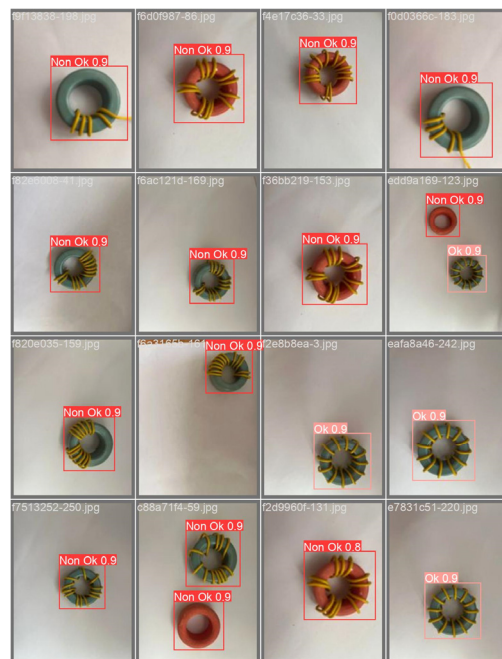 f9f13838-198.jpg
Non Ok 0.9
f6d0f987-86.jpg
Non Ok 0.9
f4e17c36-33.jpg
Non Ok 0.9
f0d0366c-183.jpg
Non Ok 0.9
Non Ok 0.9
f6ac121d-169.jpg
Non Ok 0.9
f36bb219-153.jpg
Non Ok 0.9
edd9a169-123.jpg
Non Ok 0.9
Ok 0.9
f820e035-159.jpg
Non Ok 0.9
Non Ok 0.9
f2e8b8ea-3.jpg
Ok 0.9
eafa8a46-242.jpg
Ok 0.9
f7513252-250.jpg
Non Ok 0.9
c88a71f4-59.jpg
Non Ok 0.9
Non Ok 0.9
f2d9960f-131.jpg
Non Ok 0.8
e7831c51-220.jpg
Ok 0.9